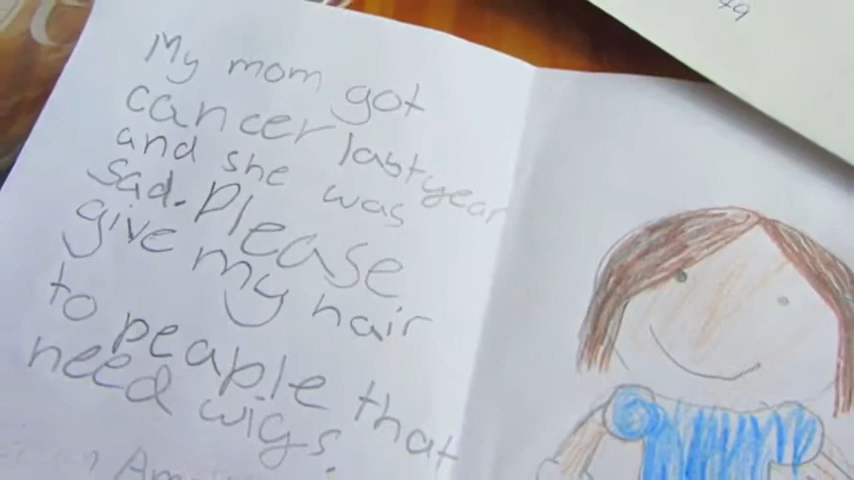 My mom got
cancer last year
and she was
sad. Please
give my hair
to peaple that
need wigs.